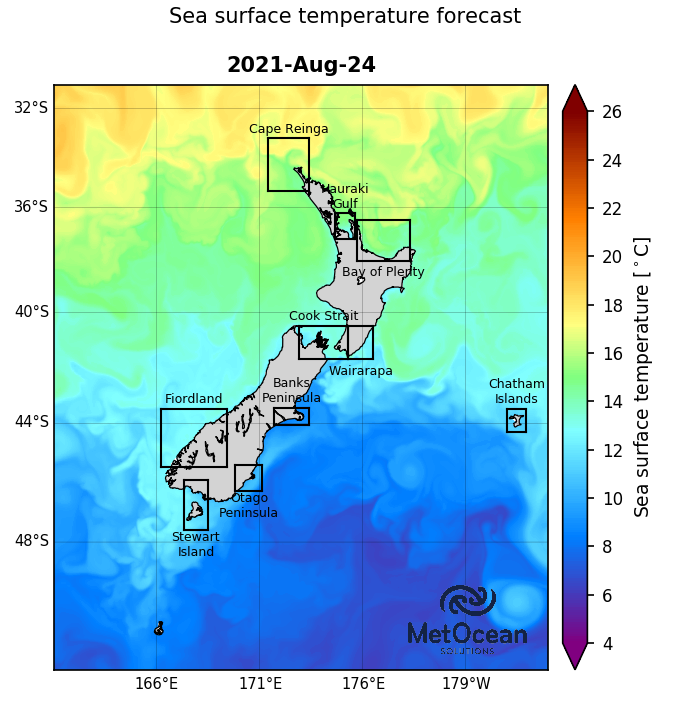 Sea surface temperature forecast
2021-Aug-24
32°S
36°S
40°S
44°S
48°S
Cape Reinga
Hauraki
Gulf
Bay of Plenty
Cook Strait
Wairarapa
Banks
Peninsula
Fiordland
Chatham
Islands
Otago
Peninsula
Stewart
Island
MetOcean
SOLUTIONS
166°E
171°E
176°E
179°W
26
24
22
20
18
16
14
12
10
8
6
4
Sea surface temperature [°C]